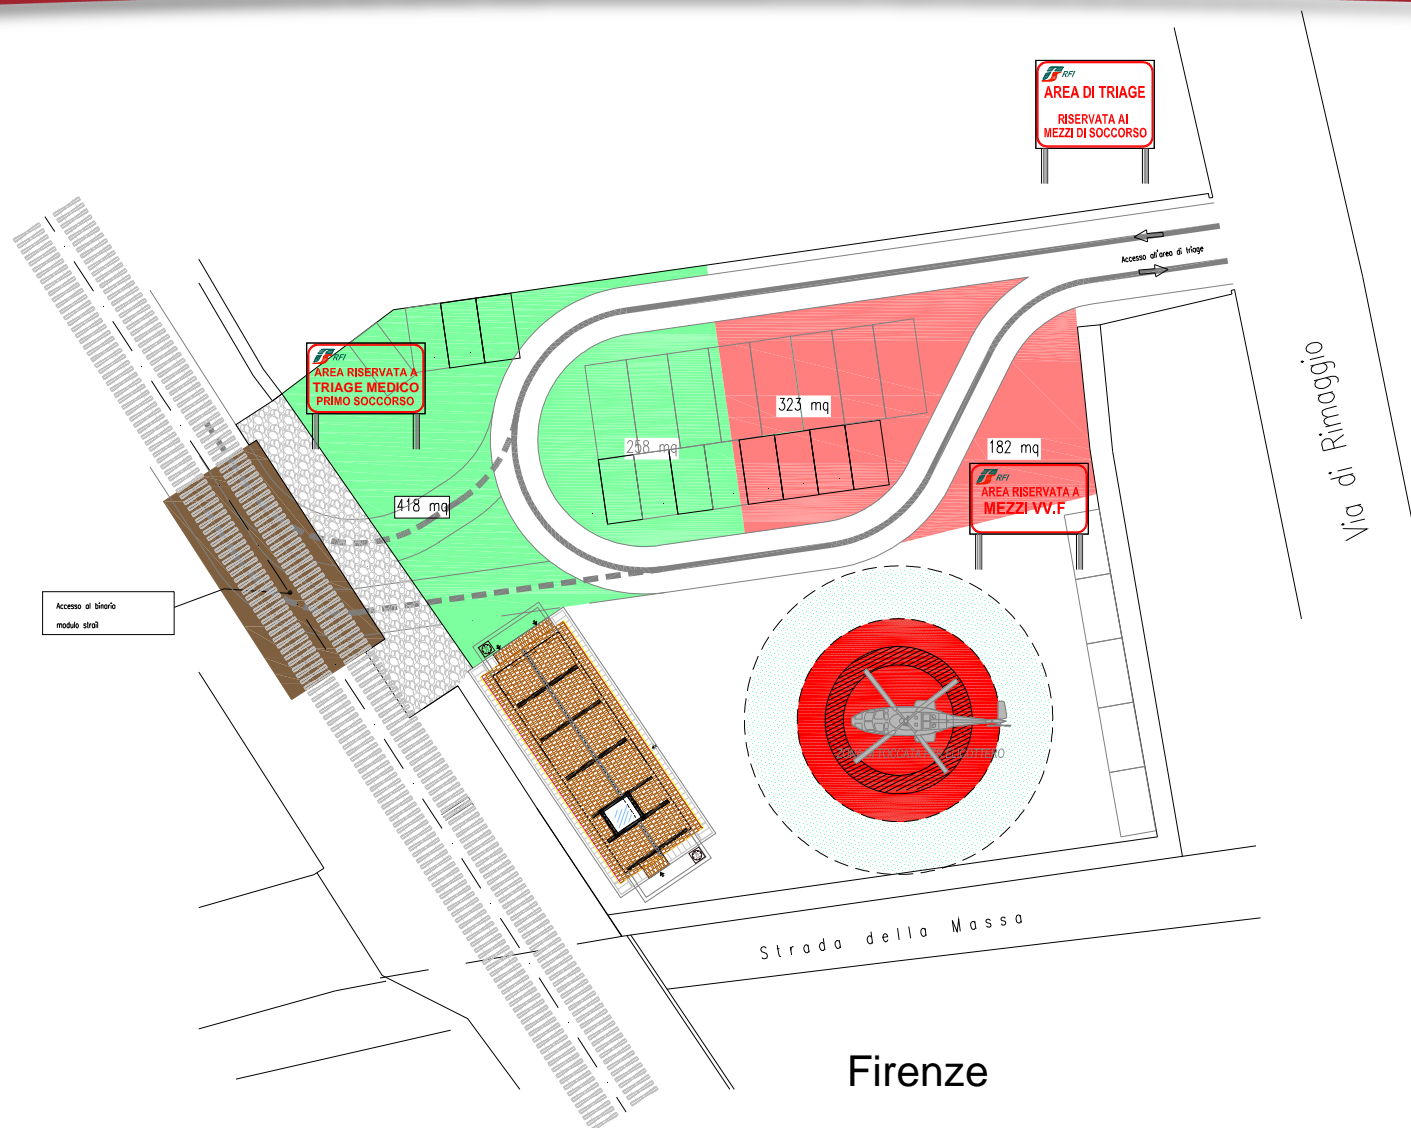 RFI
AREA DI TRIAGE
RISERVATA AI
MEZZI DI SOCCORSO
Accesso all'area di triage
Via di Rimaggio
RFI
AREA RISERVATA A
TRIAGE MEDICO
PRIMO SOCCORSO
323 mq
258 mq
182 mq
RFI
AREA RISERVATA A
MEZZI VV.F
418 mq
Accesso al binario
modulo strail
Strada della Massa
Firenze